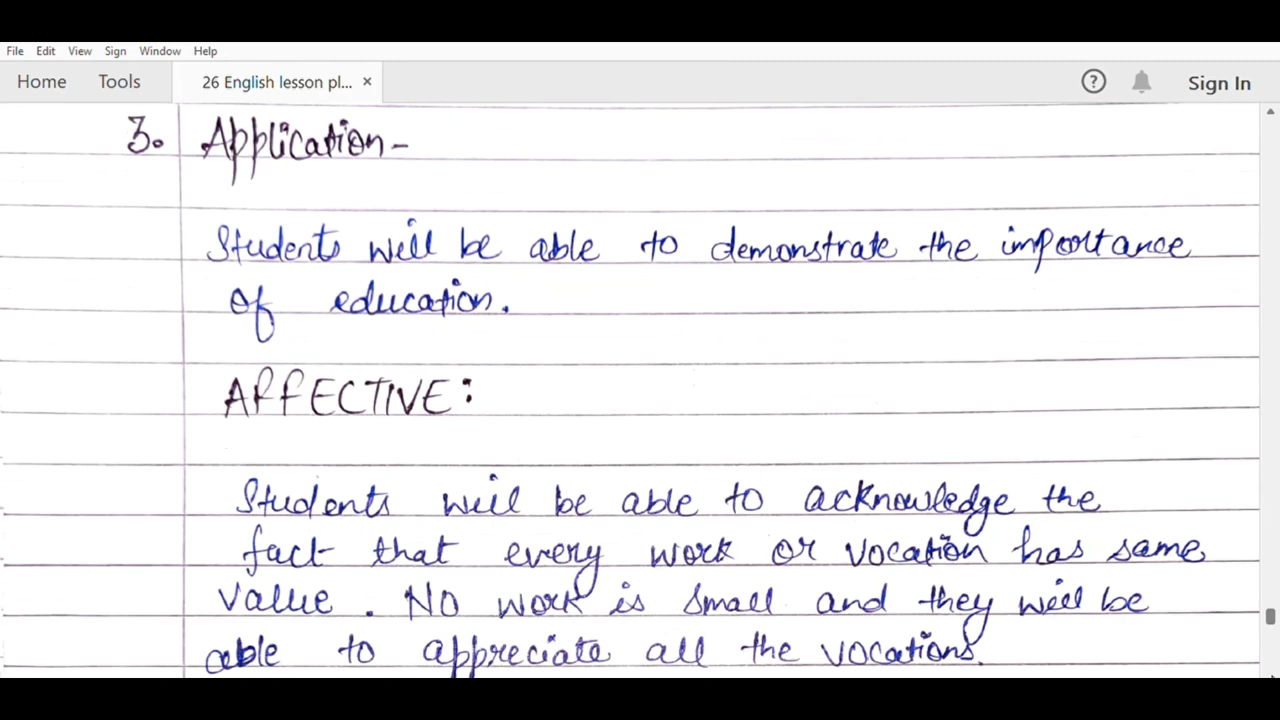 File Edit View Sign Window Help
Home Tools 26 English lesson pl... × ? Sign In
3. Application -
Students will be able to demonstrate the importance
of education.
AFFECTIVE:
Students will be able to acknowledge the
fact that every work or vocation has same
value. No work is small and they will be
able to appreciate all the vocations.